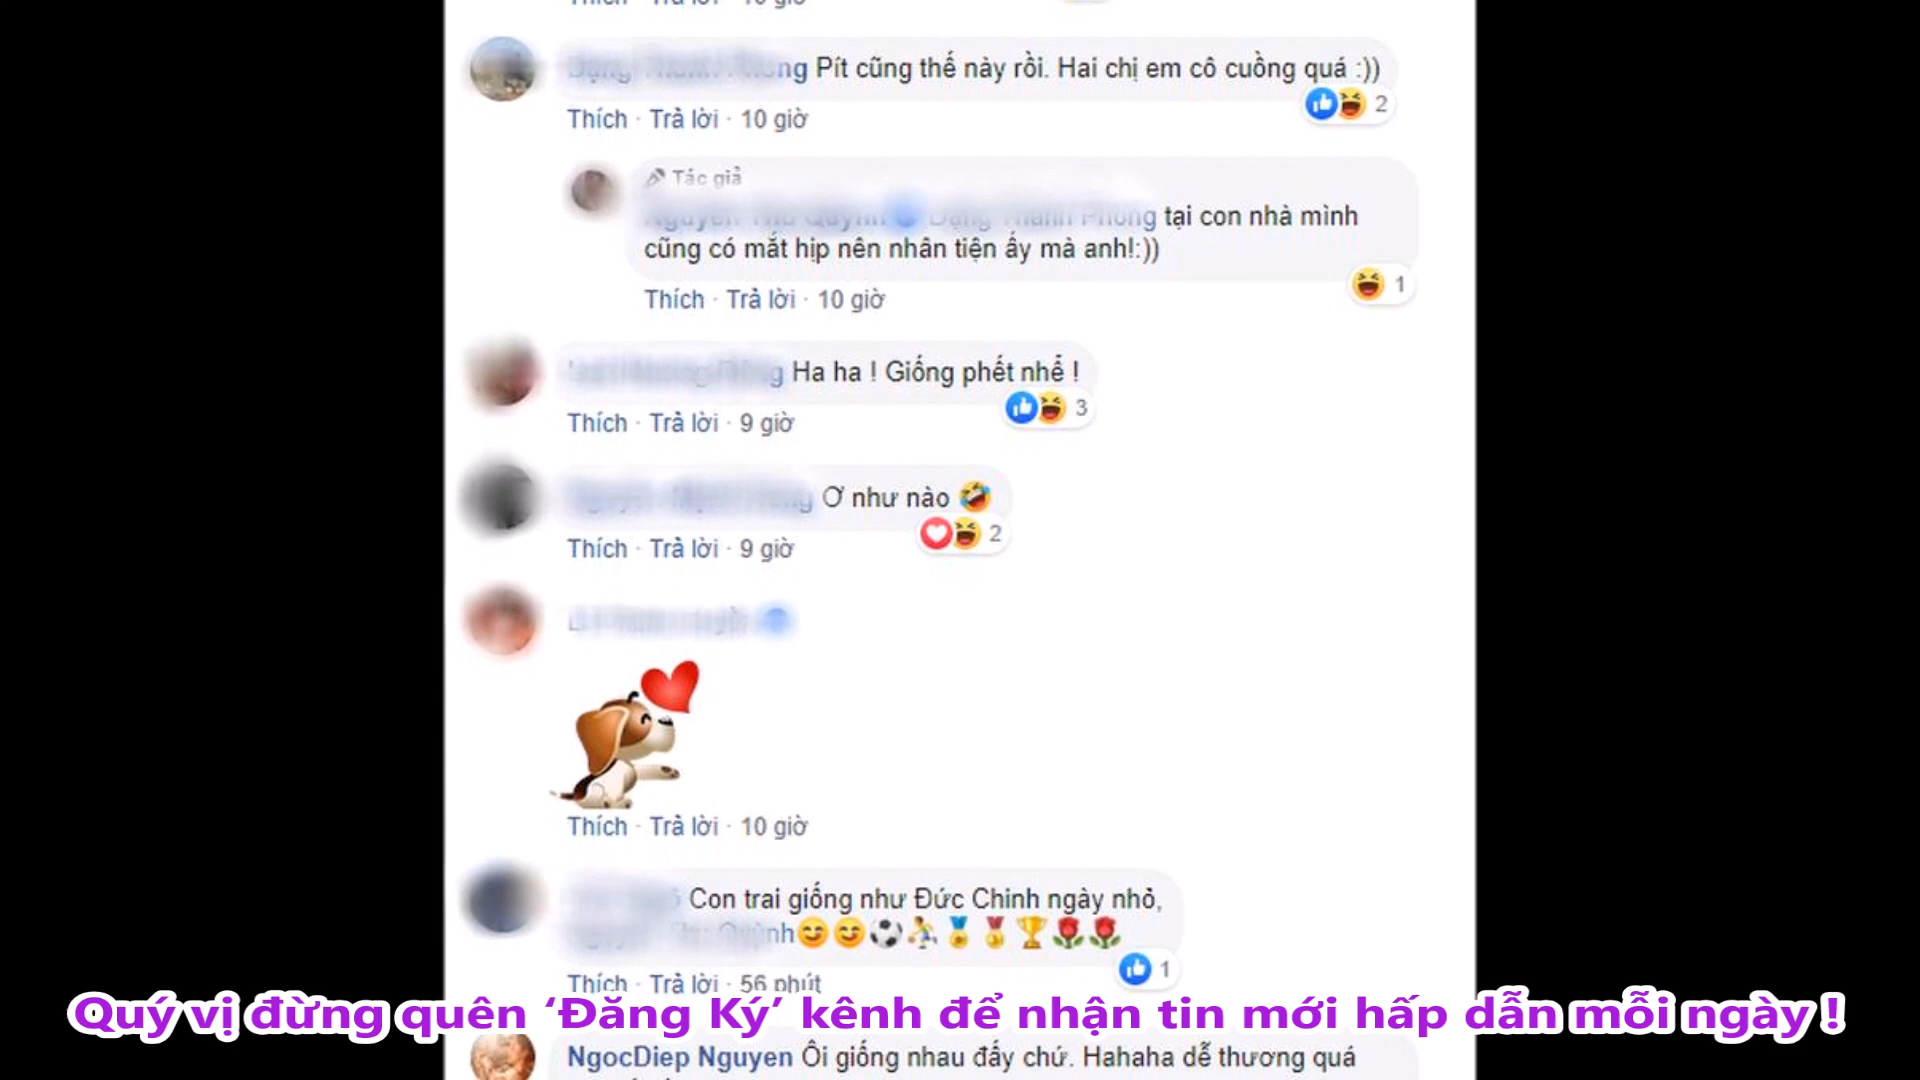 Pít cũng thế này rồi. Hai chị em cô cuồng quá :))
2
Thích · Trả lời · 10 giờ
Tác giả
tại con nhà mình
cũng có mắt híp nên nhân tiện ấy mà anh!:))
1
Thích · Trả lời · 10 giờ
Ha ha ! Giống phết nhể !
3
Thích · Trả lời · 9 giờ
Ơ như nào 🤣
2
Thích · Trả lời · 9 giờ
Thích · Trả lời · 10 giờ
Con trai giống như Đức Chinh ngày nhỏ,
Quỳnh😊😊⚽⛹🏅🏅🏆🌹🌹
1
Thích · Trả lời · 56 phút
Quý vị đừng quên ‘Đăng Ký’ kênh để nhận tin mới hấp dẫn mỗi ngày !
NgocDiep Nguyen Ôi giống nhau đấy chứ. Hahaha dễ thương quá